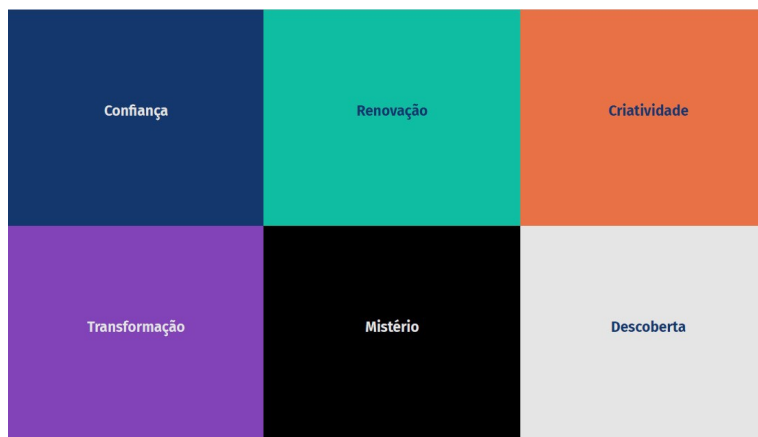 Confiança
Renovação
Criatividade
Transformação
Mistério
Descoberta